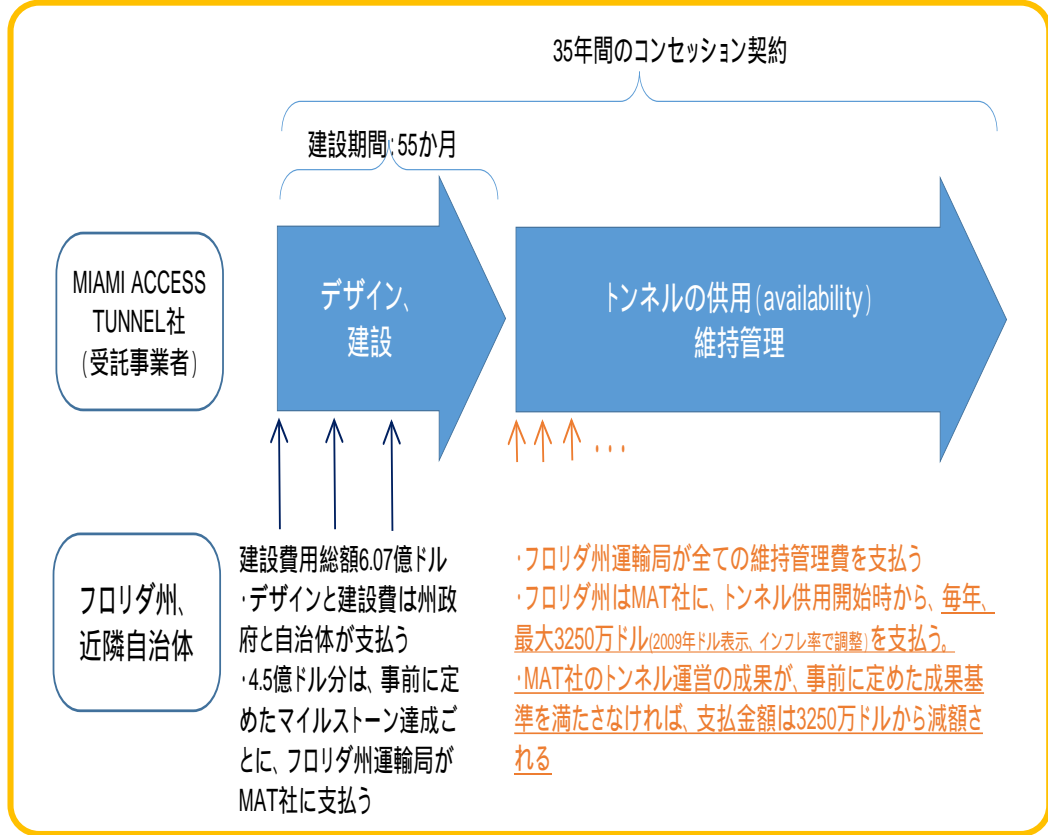 35年間のコンセッション契約
建設期間:55か月
MIAMI ACCESS
TUNNEL社
(受託事業者)
デザイン、
建設
トンネルの供用(availability)
維持管理
・・・
フロリダ州、
近隣自治体
建設費用総額6.07億ドル
・デザインと建設費は州政
府と自治体が支払う
・4.5億ドル分は、事前に定
めたマイルストーン達成ご
とに、フロリダ州運輸局が
MAT社に支払う
・フロリダ州運輸局が全ての維持管理費を支払う
・フロリダ州はMAT社に、トンネル供用開始時から、毎年、
最大3250万ドル(2009年ドル表示、インフレ率で調整)を支払う。
・MAT社のトンネル運営の成果が、事前に定めた成果基
準を満たさなければ、支払金額は3250万ドルから減額さ
れる